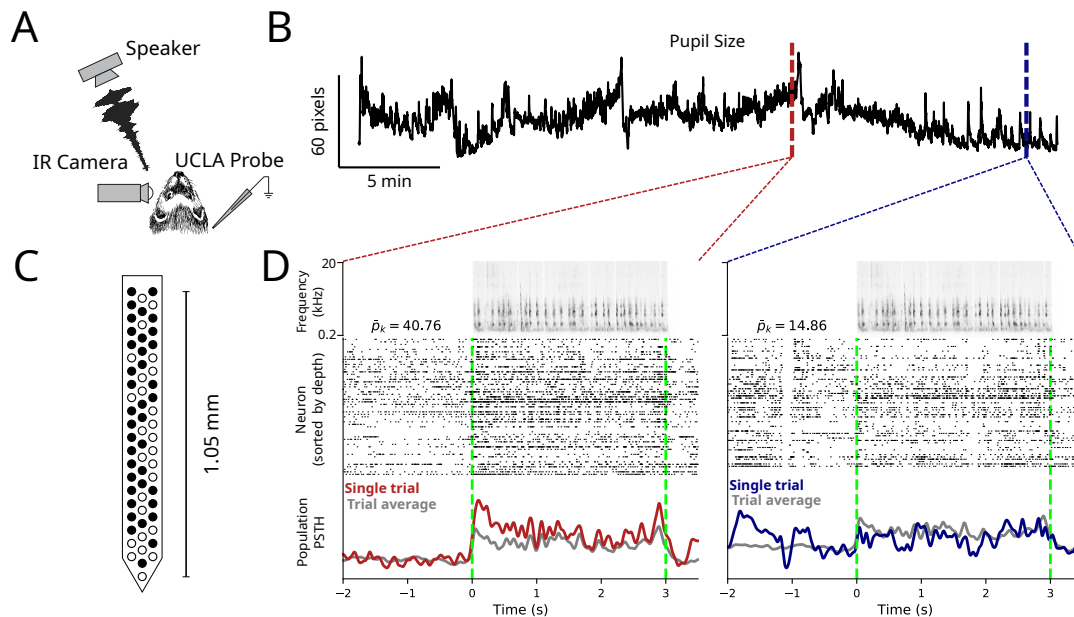 A
Speaker
IR Camera
UCLA Probe
B
Pupil Size
60 pixels
5 min
C
1.05 mm
D
20
Frequency
(kHz)
0.2
p̄ₖ = 40.76
p̄ₖ = 14.86
Neuron
(sorted by depth)
Single trial
Trial average
Single trial
Trial average
Population
PSTH
−2 −1 0 1 2 3
Time (s)
−2 −1 0 1 2 3
Time (s)